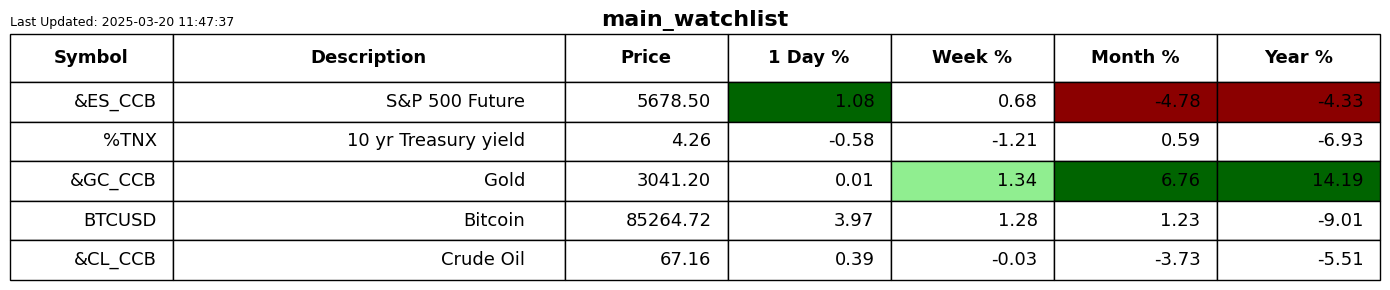 Last Updated: 2025-03-20 11:47:37
main_watchlist
Symbol Description Price 1 Day % Week % Month % Year %
&ES_CCB S&P 500 Future 5678.50 1.08 0.68 -4.78 -4.33
%TNX 10 yr Treasury yield 4.26 -0.58 -1.21 0.59 -6.93
&GC_CCB Gold 3041.20 0.01 1.34 6.76 14.19
BTCUSD Bitcoin 85264.72 3.97 1.28 1.23 -9.01
&CL_CCB Crude Oil 67.16 0.39 -0.03 -3.73 -5.51